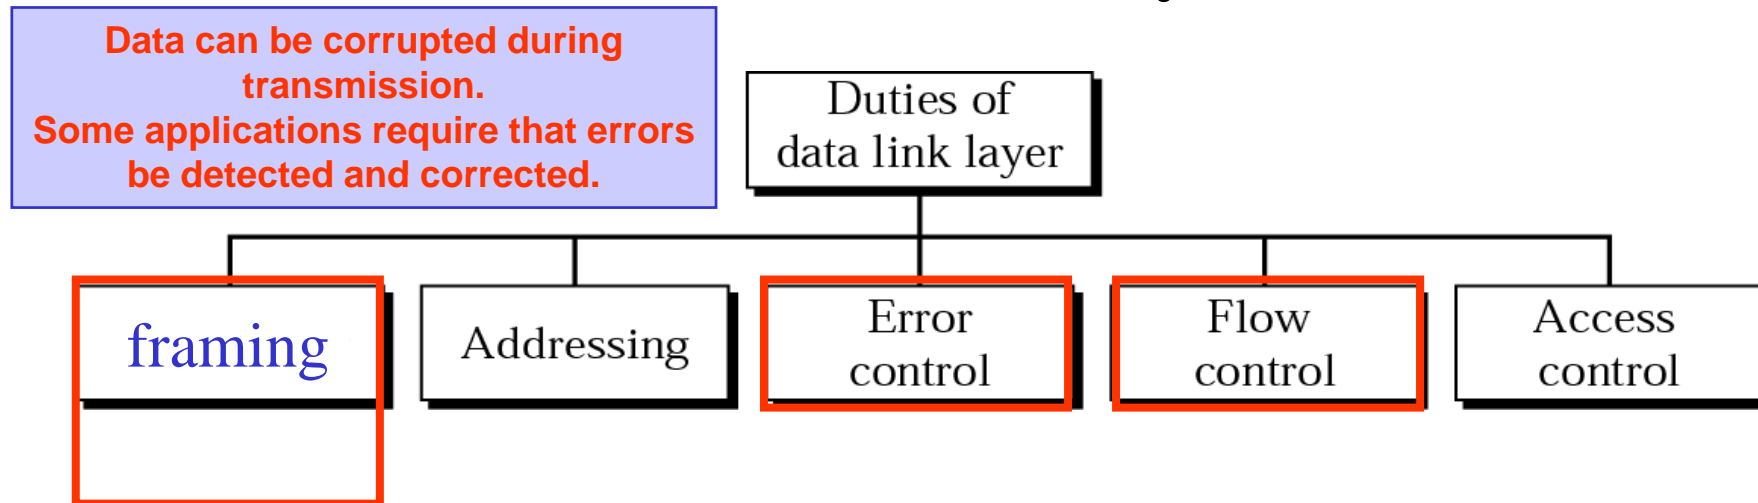 Data can be corrupted during
transmission.
Some applications require that errors
be detected and corrected.
Duties of
data link layer
framing
Addressing
Error
control
Flow
control
Access
control